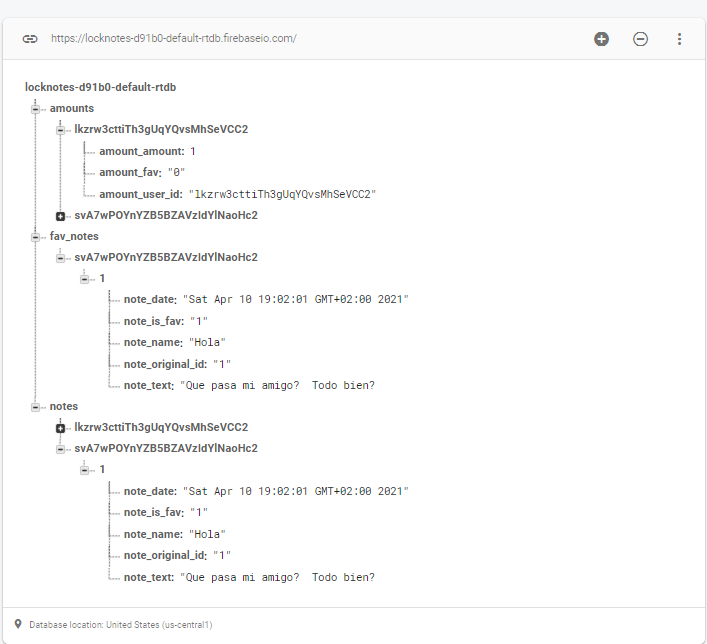 https://locknotes-d91b0-default-rtdb.firebaseio.com/
locknotes-d91b0-default-rtdb
amounts
lkzrw3cttiTh3gUqYQvsMhSeVCC2
amount_amount: 1
amount_fav: "0"
amount_user_id: "lkzrw3cttiTh3gUqYQvsMhSeVCC2"
svA7wPOYnYZB5BZAVzIdYlNaoHc2
fav_notes
svA7wPOYnYZB5BZAVzIdYlNaoHc2
1
note_date: "Sat Apr 10 19:02:01 GMT+02:00 2021"
note_is_fav: "1"
note_name: "Hola"
note_original_id: "1"
note_text: "Que pasa mi amigo?  Todo bien?
notes
lkzrw3cttiTh3gUqYQvsMhSeVCC2
svA7wPOYnYZB5BZAVzIdYlNaoHc2
1
note_date: "Sat Apr 10 19:02:01 GMT+02:00 2021"
note_is_fav: "1"
note_name: "Hola"
note_original_id: "1"
note_text: "Que pasa mi amigo?  Todo bien?
Database location: United States (us-central1)